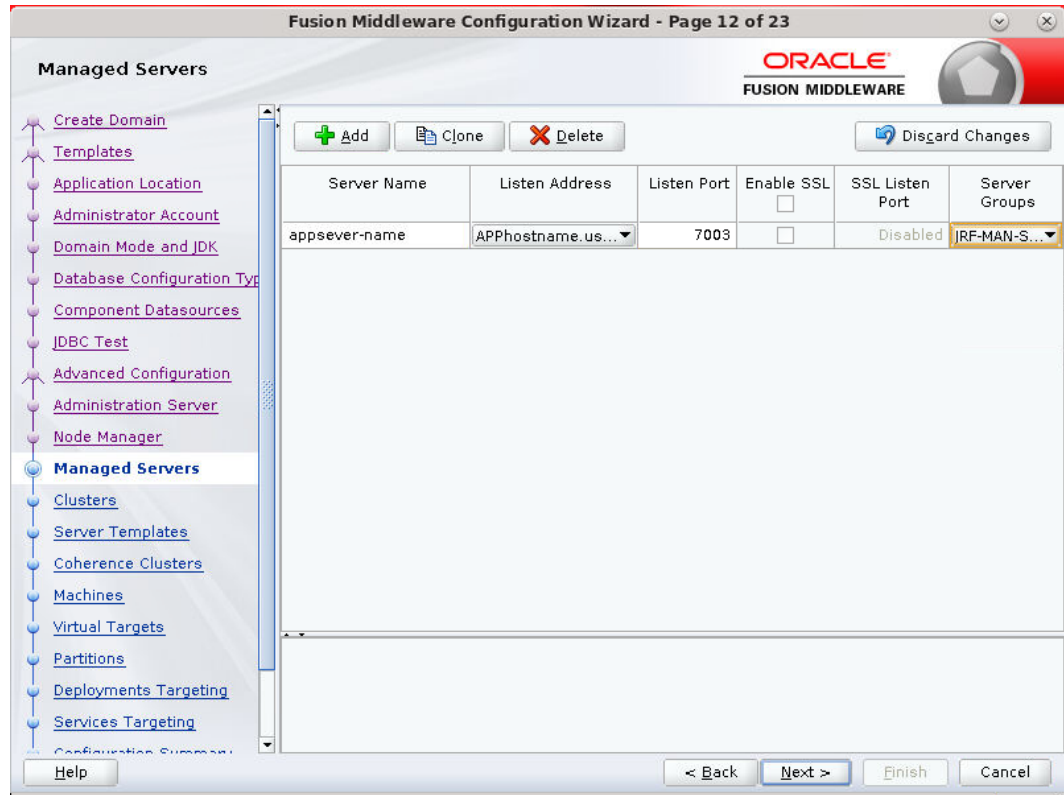 Fusion Middleware Configuration Wizard - Page 12 of 23
Managed Servers
ORACLE
FUSION MIDDLEWARE
Create Domain
Templates
Application Location
Administrator Account
Domain Mode and JDK
Database Configuration Typ
Component Datasources
JDBC Test
Advanced Configuration
Administration Server
Node Manager
Managed Servers
Clusters
Server Templates
Coherence Clusters
Machines
Virtual Targets
Partitions
Deployments Targeting
Services Targeting
Configuration Summary
Add Clone Delete Discard Changes
Server Name Listen Address Listen Port Enable SSL SSL Listen Port Server Groups
appsever-name APPhostname.us... 7003 Disabled JRF-MAN-S...
Help < Back Next > Finish Cancel